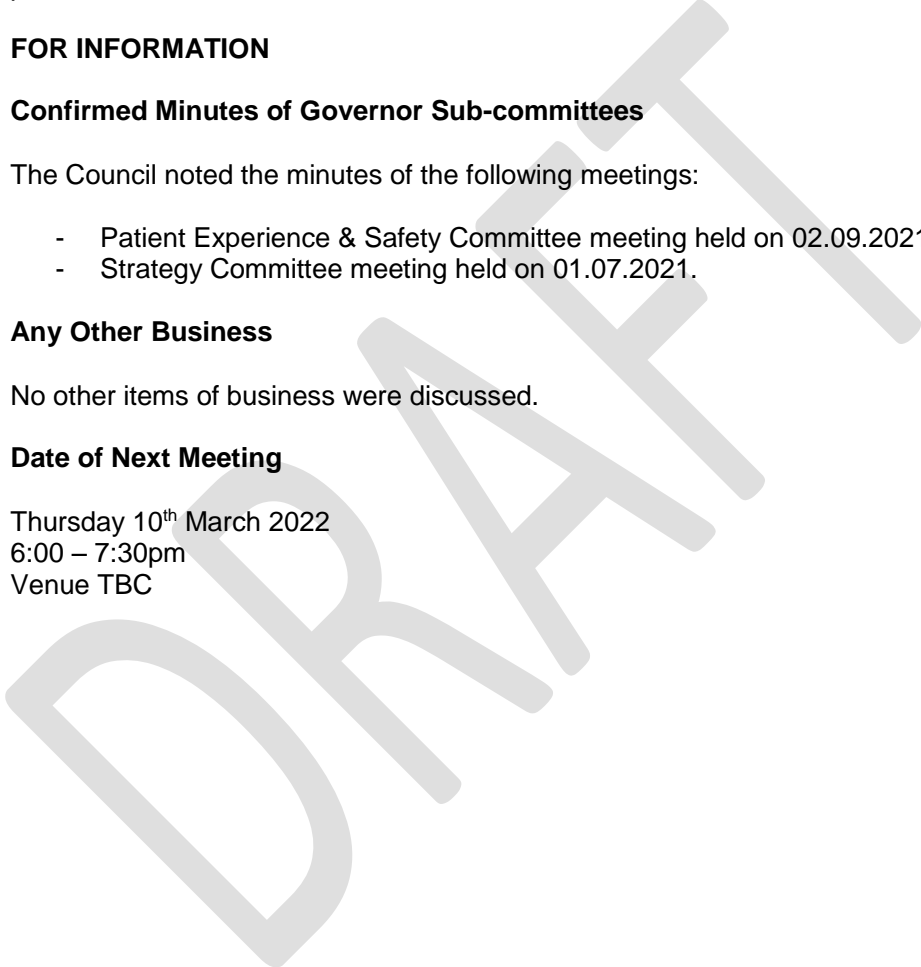 FOR INFORMATION
Confirmed Minutes of Governor Sub-committees
The Council noted the minutes of the following meetings:
- Patient Experience & Safety Committee meeting held on 02.09.2021
- Strategy Committee meeting held on 01.07.2021.
Any Other Business
No other items of business were discussed.
Date of Next Meeting
Thursday 10th March 2022
6:00 – 7:30pm
Venue TBC
DRAFT